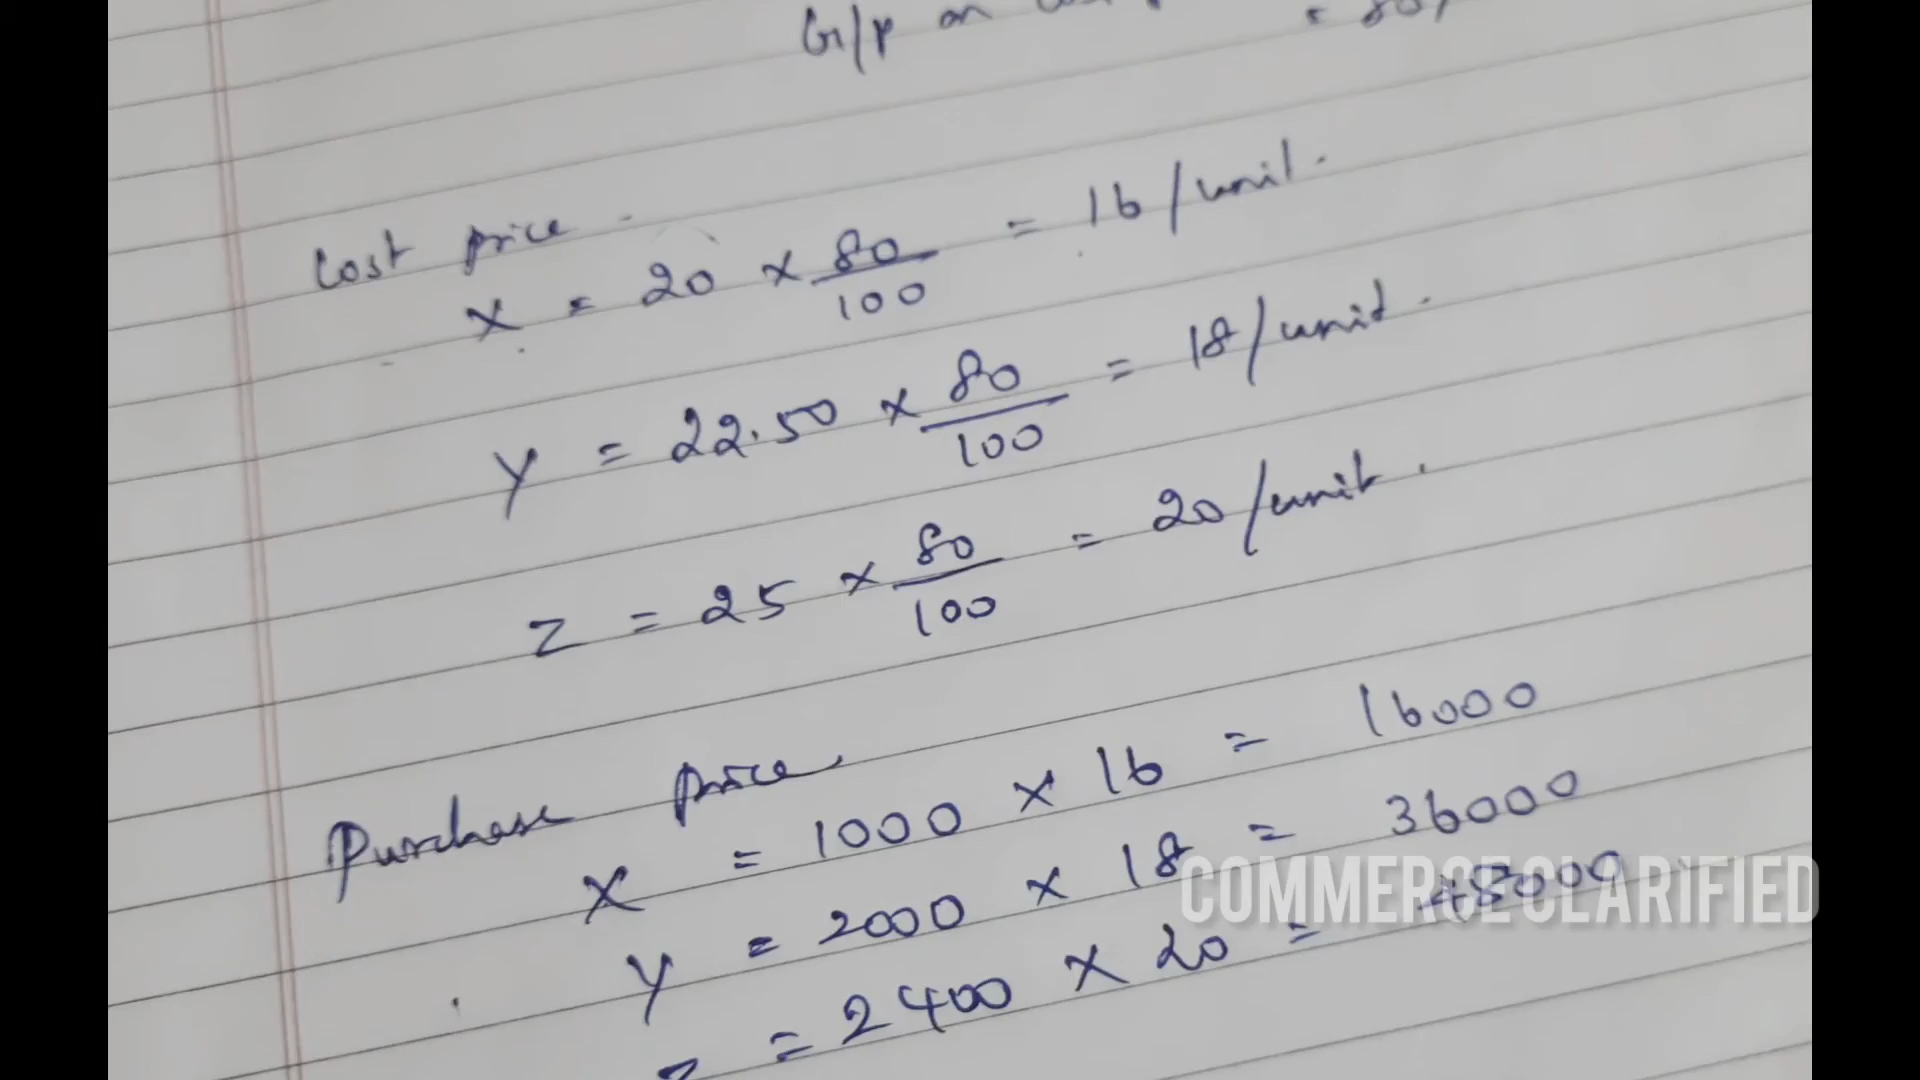 G/p on
Cost price
X = 20 × 80/100 = 16/unit.
Y = 22.50 × 80/100 = 18/unit.
Z = 25 × 80/100 = 20/unit.
Purchase price
X = 1000 × 16 = 16000
Y = 2000 × 18 = 36000
Z = 2400 × 20 = 48000
COMMERCE CLARIFIED